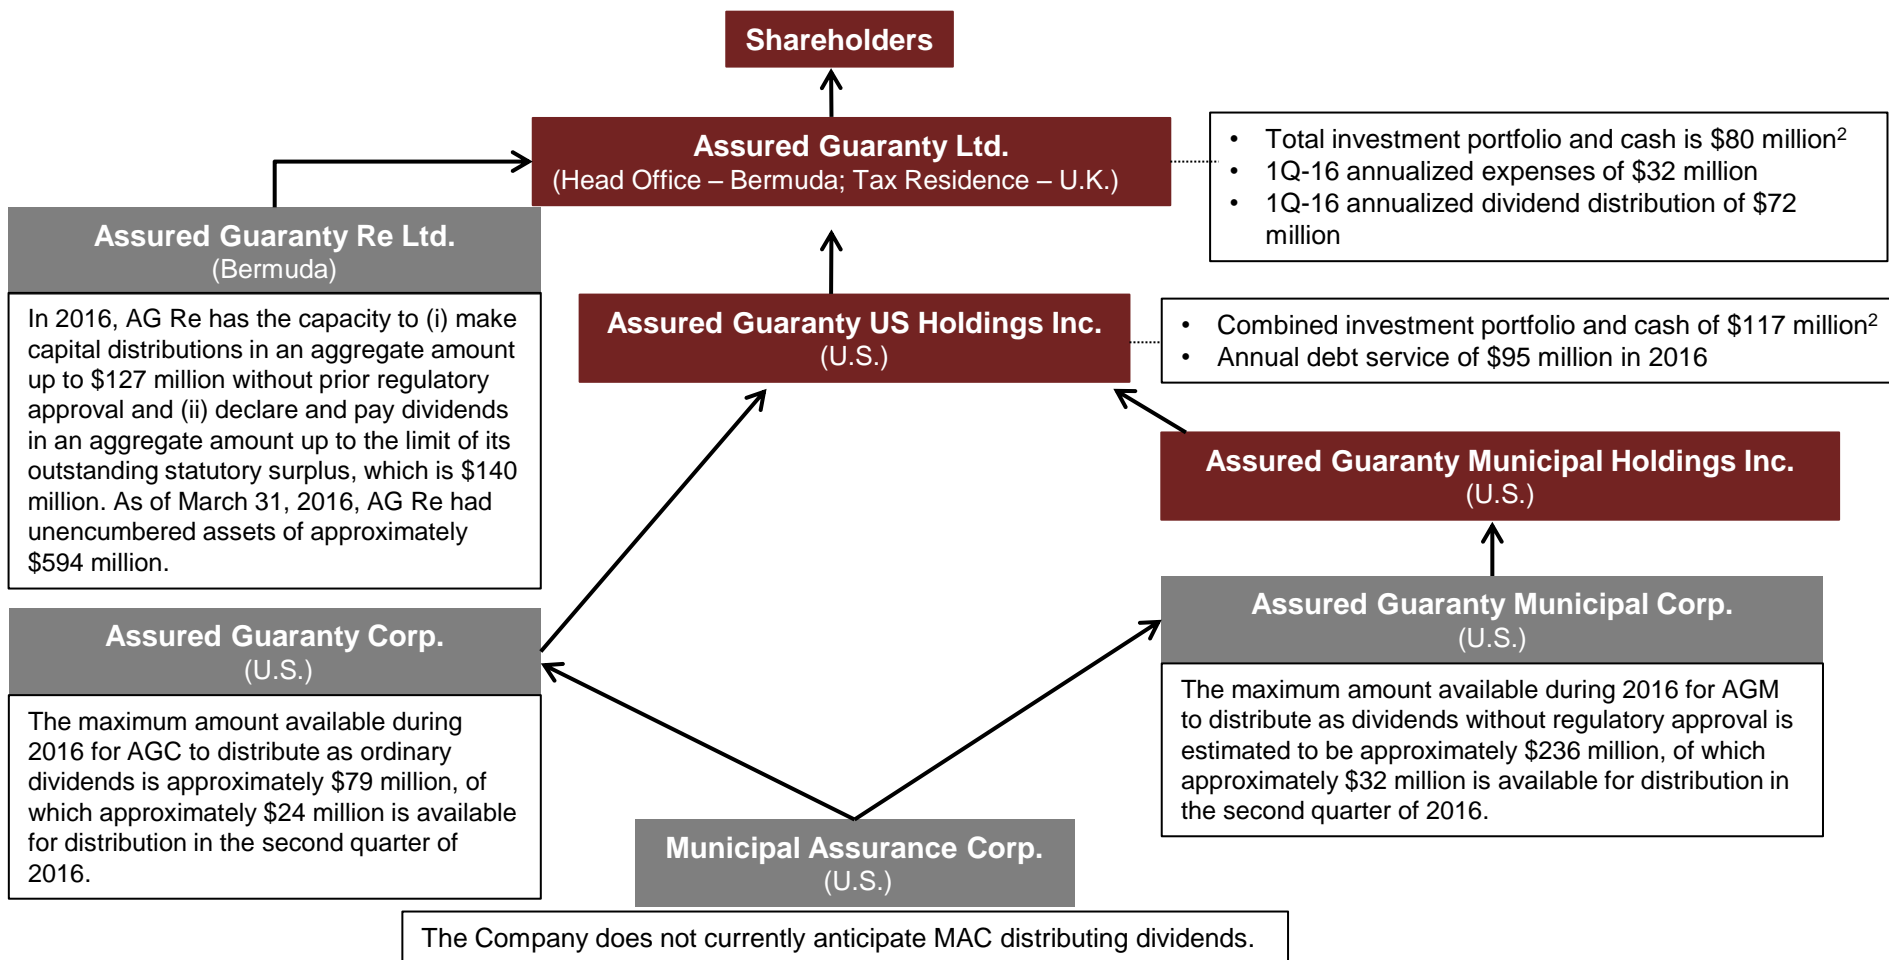 Shareholders
Assured Guaranty Ltd.
(Head Office – Bermuda; Tax Residence – U.K.)
• Total investment portfolio and cash is $80 million2
• 1Q-16 annualized expenses of $32 million
• 1Q-16 annualized dividend distribution of $72
million
Assured Guaranty Re Ltd.
(Bermuda)
In 2016, AG Re has the capacity to (i) make
capital distributions in an aggregate amount
up to $127 million without prior regulatory
approval and (ii) declare and pay dividends
in an aggregate amount up to the limit of its
outstanding statutory surplus, which is $140
million. As of March 31, 2016, AG Re had
unencumbered assets of approximately
$594 million.
Assured Guaranty US Holdings Inc.
(U.S.)
• Combined investment portfolio and cash of $117 million2
• Annual debt service of $95 million in 2016
Assured Guaranty Municipal Holdings Inc.
(U.S.)
Assured Guaranty Corp.
(U.S.)
The maximum amount available during
2016 for AGC to distribute as ordinary
dividends is approximately $79 million, of
which approximately $24 million is available
for distribution in the second quarter of
2016.
Assured Guaranty Municipal Corp.
(U.S.)
The maximum amount available during 2016 for AGM
to distribute as dividends without regulatory approval is
estimated to be approximately $236 million, of which
approximately $32 million is available for distribution in
the second quarter of 2016.
Municipal Assurance Corp.
(U.S.)
The Company does not currently anticipate MAC distributing dividends.